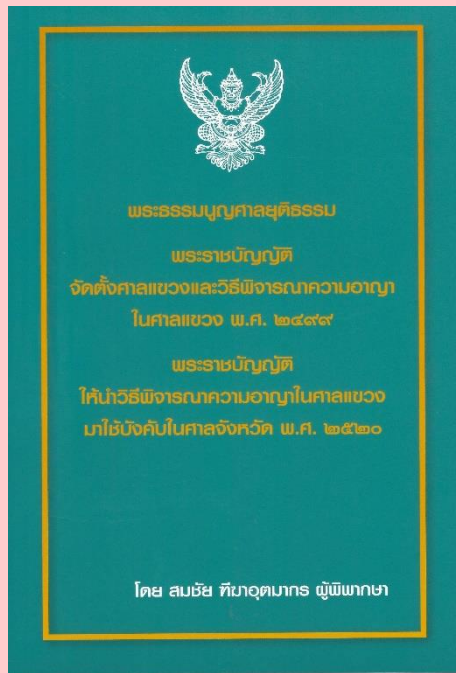 พระธรรมนูญศาลยุติธรรม
พระราชบัญญัติ
จัดตั้งศาลแขวงและวิธีพิจารณาความอาญา
ในศาลแขวง พ.ศ. ๒๔๙๙
พระราชบัญญัติ
ให้นำวิธีพิจารณาความอาญาในศาลแขวง
มาใช้บังคับในศาลจังหวัด พ.ศ. ๒๕๒๐
โดย สมชัย ฑีฆาอุตมากร ผู้พิพากษา